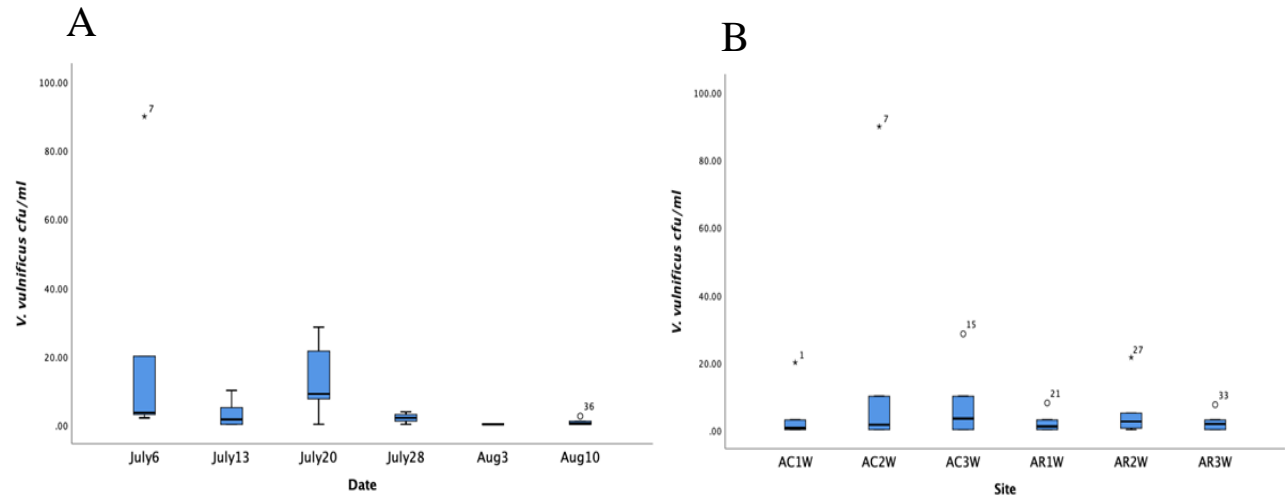 A
V. vulnificus cfu/ml
100.00
80.00
60.00
40.00
20.00
.00
7
36
July6 July13 July20 July28 Aug3 Aug10
Date
B
V. vulnificus cfu/ml
100.00
80.00
60.00
40.00
20.00
.00
1
7
15
21
27
33
AC1W AC2W AC3W AR1W AR2W AR3W
Site